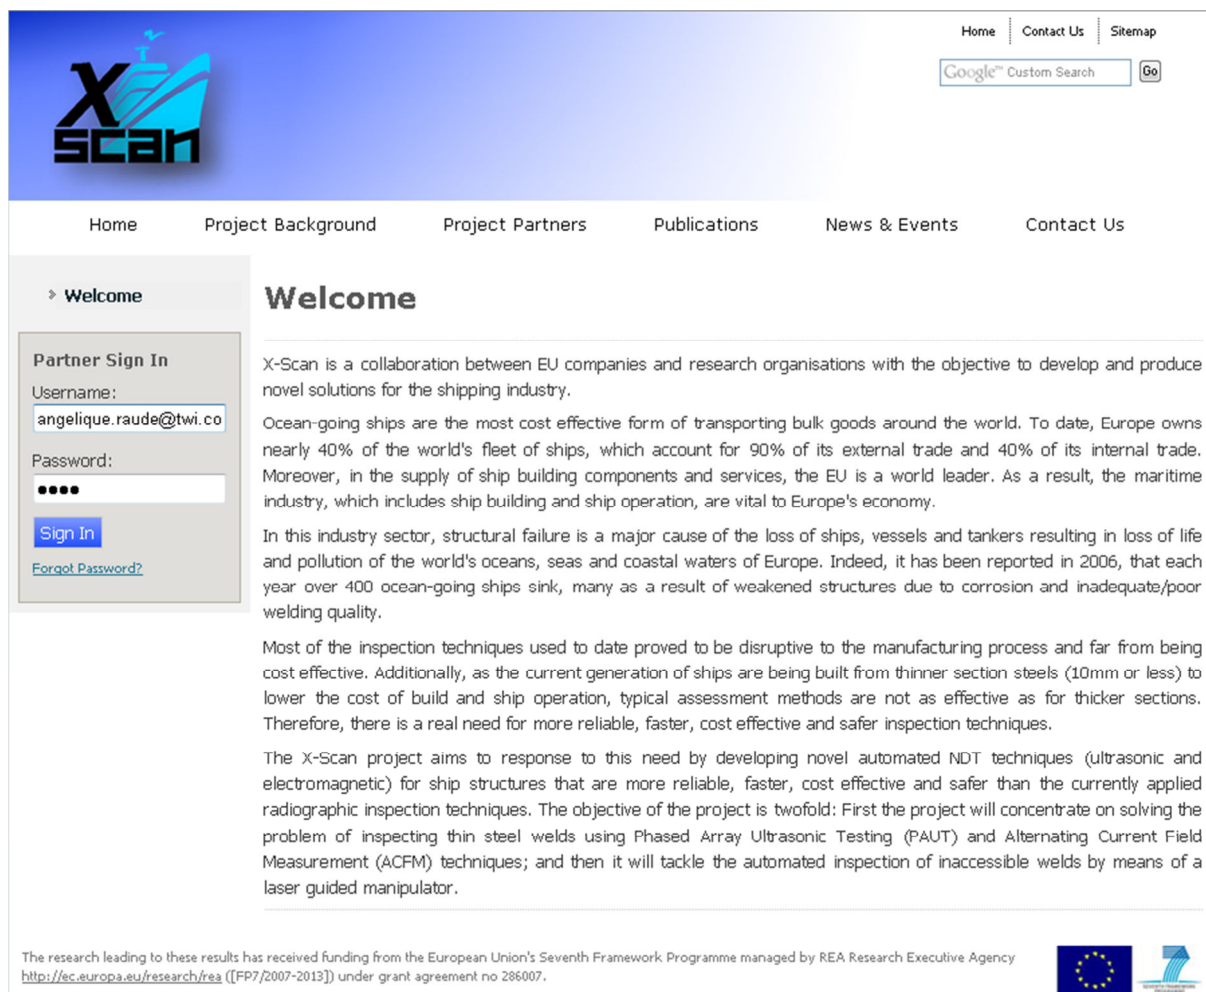 X
scan
Home Contact Us Sitemap
Google™ Custom Search Go
Home Project Background Project Partners Publications News & Events Contact Us
Welcome
Partner Sign In
Username:
angelique.raude@twi.co
Password:
••••
Sign In
Forgot Password?
Welcome
X-Scan is a collaboration between EU companies and research organisations with the objective to develop and produce
novel solutions for the shipping industry.
Ocean-going ships are the most cost effective form of transporting bulk goods around the world. To date, Europe owns
nearly 40% of the world's fleet of ships, which account for 90% of its external trade and 40% of its internal trade.
Moreover, in the supply of ship building components and services, the EU is a world leader. As a result, the maritime
industry, which includes ship building and ship operation, are vital to Europe's economy.
In this industry sector, structural failure is a major cause of the loss of ships, vessels and tankers resulting in loss of life
and pollution of the world's oceans, seas and coastal waters of Europe. Indeed, it has been reported in 2006, that each
year over 400 ocean-going ships sink, many as a result of weakened structures due to corrosion and inadequate/poor
welding quality.
Most of the inspection techniques used to date proved to be disruptive to the manufacturing process and far from being
cost effective. Additionally, as the current generation of ships are being built from thinner section steels (10mm or less) to
lower the cost of build and ship operation, typical assessment methods are not as effective as for thicker sections.
Therefore, there is a real need for more reliable, faster, cost effective and safer inspection techniques.
The X-Scan project aims to response to this need by developing novel automated NDT techniques (ultrasonic and
electromagnetic) for ship structures that are more reliable, faster, cost effective and safer than the currently applied
radiographic inspection techniques. The objective of the project is twofold: First the project will concentrate on solving the
problem of inspecting thin steel welds using Phased Array Ultrasonic Testing (PAUT) and Alternating Current Field
Measurement (ACFM) techniques; and then it will tackle the automated inspection of inaccessible welds by means of a
laser guided manipulator.
The research leading to these results has received funding from the European Union's Seventh Framework Programme managed by REA Research Executive Agency
http://ec.europa.eu/research/rea ([FP7/2007-2013]) under grant agreement no 286007.
SEVENTH FRAMEWORK